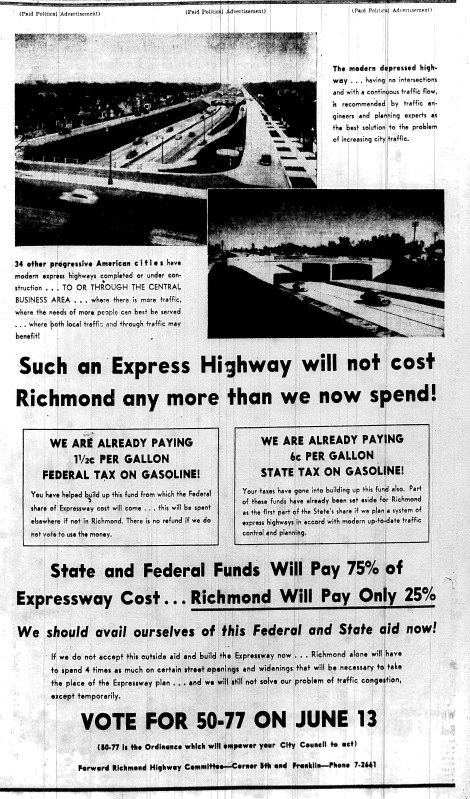 (Paid Political Advertisement)
(Paid Political Advertisement)
(Paid Political Advertisement)
The modern depressed high-
way . . . having no intersections
and with a continuous traffic flow,
is recommended by traffic en-
gineers and planning experts as
the best solution to the problem
of increasing city traffic.
34 other progressive American cities have
modern express highways completed or under con-
struction . . . TO OR THROUGH THE CENTRAL
BUSINESS AREA . . . where there is more traffic,
where the needs of more people can best be served
. . . where both local traffic and through traffic may
benefit!
Such an Express Highway will not cost
Richmond any more than we now spend!
WE ARE ALREADY PAYING
1½c PER GALLON
FEDERAL TAX ON GASOLINE!
You have helped build up this fund from which the Federal
share of Expressway cost will come . . . this will be spent
elsewhere if not in Richmond. There is no refund if we do
not vote to use the money.
WE ARE ALREADY PAYING
6c PER GALLON
STATE TAX ON GASOLINE!
Your taxes have gone into building up this fund also. Part
of these funds have already been set aside for Richmond
as the first part of the State's share if we plan a system of
express highways in accord with modern up-to-date traffic
control and planning.
State and Federal Funds Will Pay 75% of
Expressway Cost . . . Richmond Will Pay Only 25%
We should avail ourselves of this Federal and State aid now!
If we do not accept this outside aid and build the Expressway now . . . Richmond alone will have
to spend 4 times as much on certain street openings and widenings that will be necessary to take
the place of the Expressway plan . . . and we will still not solve our problem of traffic congestion,
except temporarily.
VOTE FOR 50-77 ON JUNE 13
(50-77 is the Ordinance which will empower your City Council to act)
Forward Richmond Highway Committee—Corner 5th and Franklin—Phone 7-2661